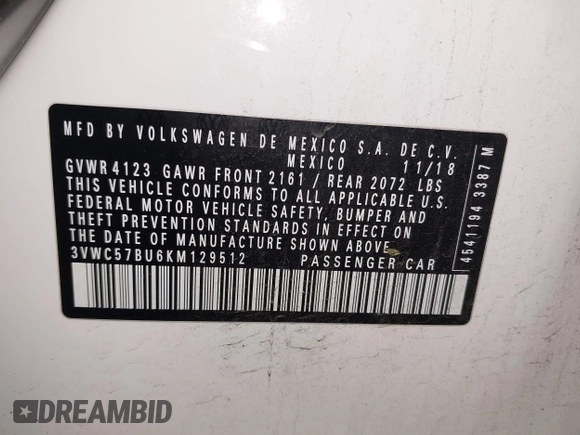 MFD BY VOLKSWAGEN DE MEXICO S.A. DE C.V.
MEXICO 11/18
GVWR 4123 GAWR FRONT 2161 / REAR 2072 LBS
THIS VEHICLE CONFORMS TO ALL APPLICABLE U.S.
FEDERAL MOTOR VEHICLE SAFETY, BUMPER AND
THEFT PREVENTION STANDARDS IN EFFECT ON
THE DATE OF MANUFACTURE SHOWN ABOVE.
3VWC57BU6KM129512 PASSENGER CAR
4541194 3387 M
DREAMBID